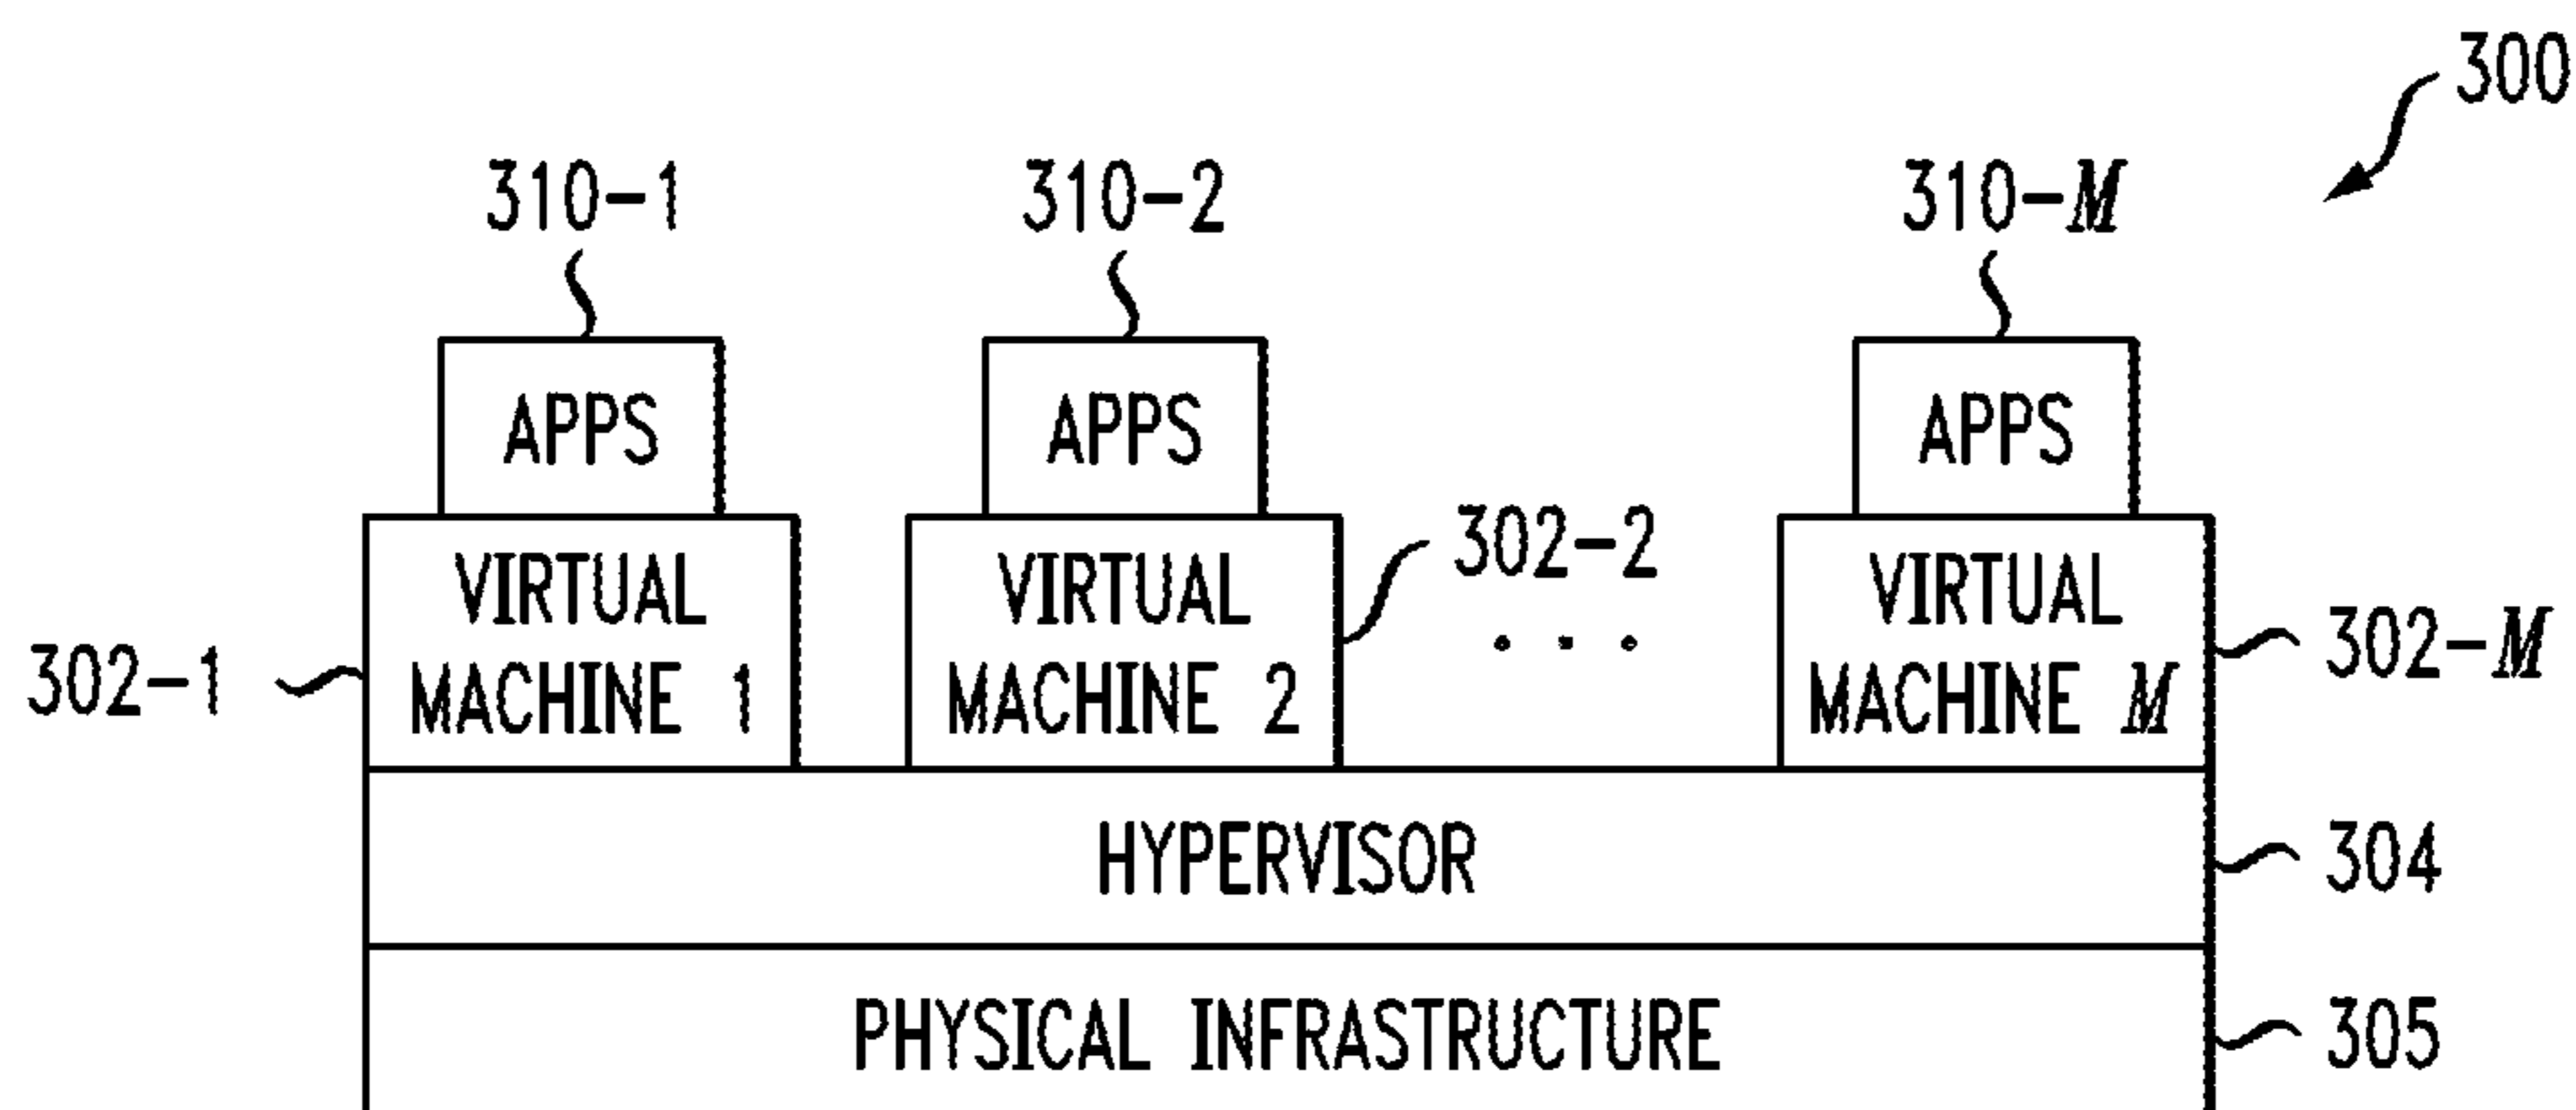 300
310-1 310-2 310-M
APPS APPS APPS
302-2
VIRTUAL MACHINE 1
VIRTUAL MACHINE 2
VIRTUAL MACHINE M
302-1
302-M
HYPERVISOR
304
PHYSICAL INFRASTRUCTURE
305